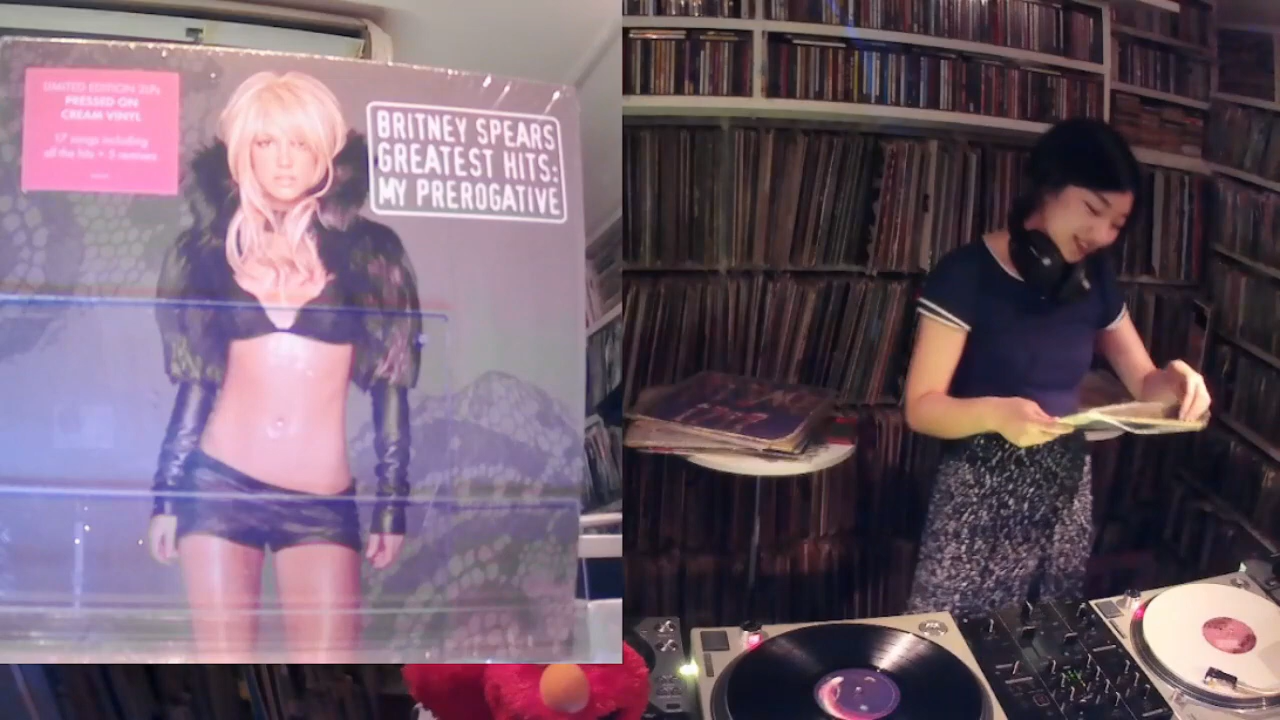 LIMITED EDITION 2LPs
PRESSED ON
CREAM VINYL
17 songs including
all the hits + 5 remixes
BRITNEY SPEARS
GREATEST HITS:
MY PREROGATIVE